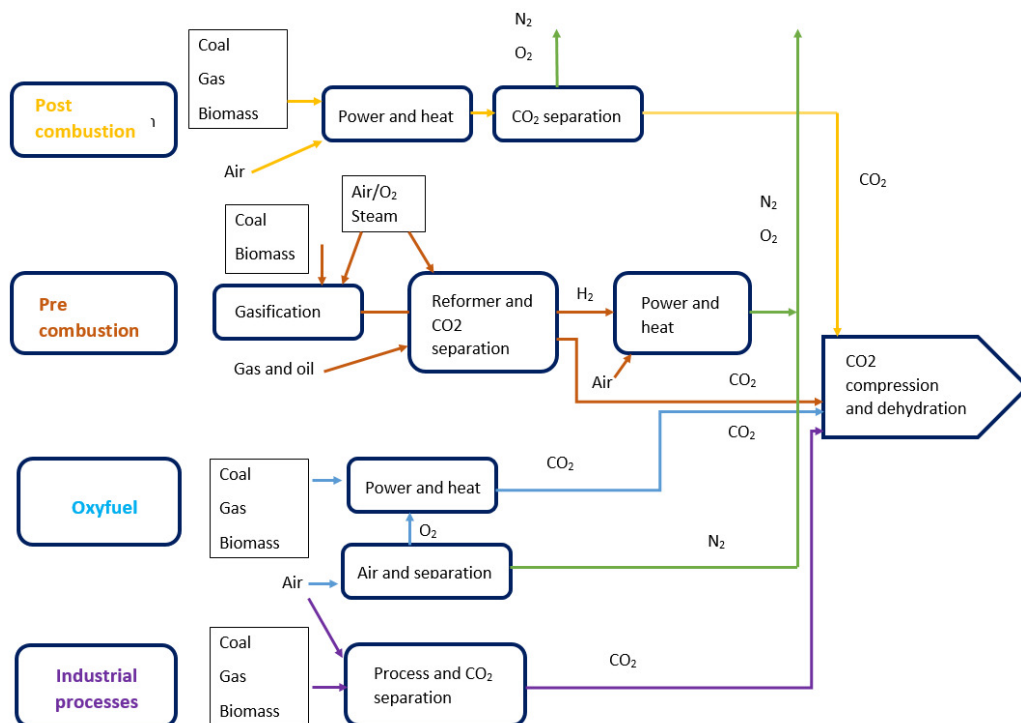 N₂
O₂
Coal
Gas
Biomass
Post
combustion
Power and heat
CO₂ separation
Air
CO₂
Air/O₂
Steam
Coal
Biomass
N₂
O₂
Pre
combustion
Gasification
Reformer and
CO2
separation
H₂
Power and
heat
Gas and oil
Air
CO₂
CO2
compression
and dehydration
CO₂
Oxyfuel
Coal
Gas
Biomass
Power and heat
CO₂
O₂
N₂
Air
Air and separation
Industrial
processes
Coal
Gas
Biomass
Process and CO₂
separation
CO₂